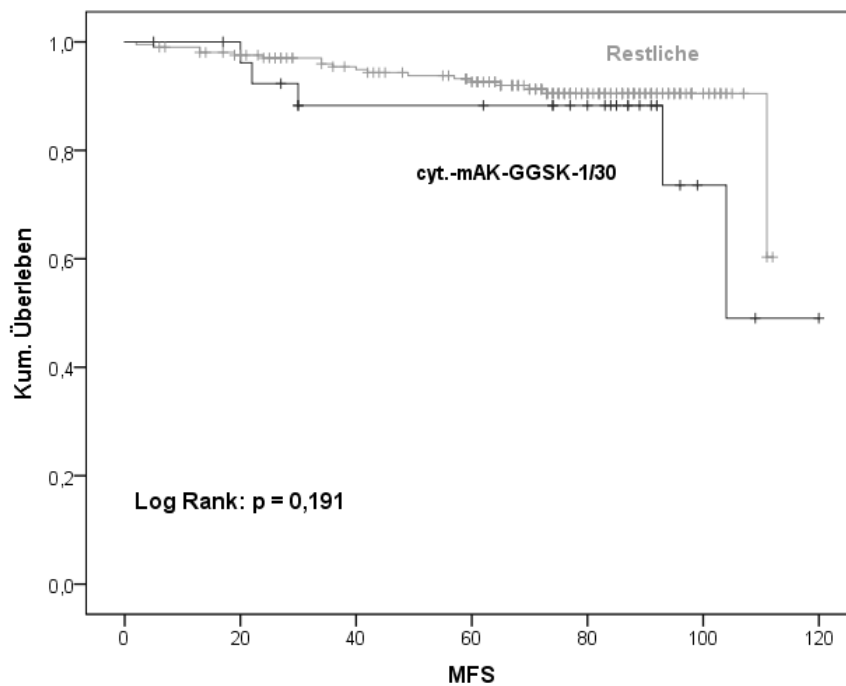 1,0
0,8
0,6
0,4
0,2
0,0
Kum. Überleben
Restliche
cyt.-mAK-GGSK-1/30
Log Rank: p = 0,191
0 20 40 60 80 100 120
MFS